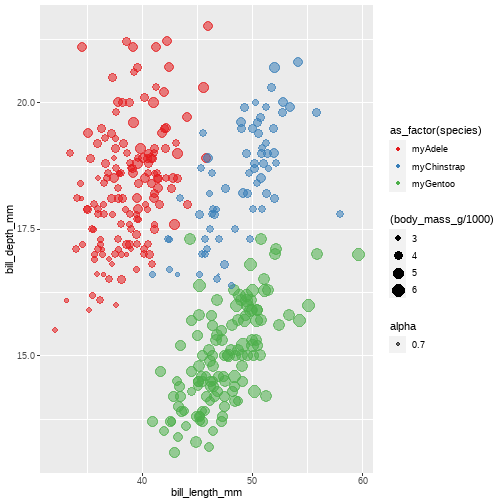 20.0
17.5
15.0
bill_depth_mm
40
50
60
bill_length_mm
as_factor(species)
myAdele
myChinstrap
myGentoo
(body_mass_g/1000)
3
4
5
6
alpha
0.7